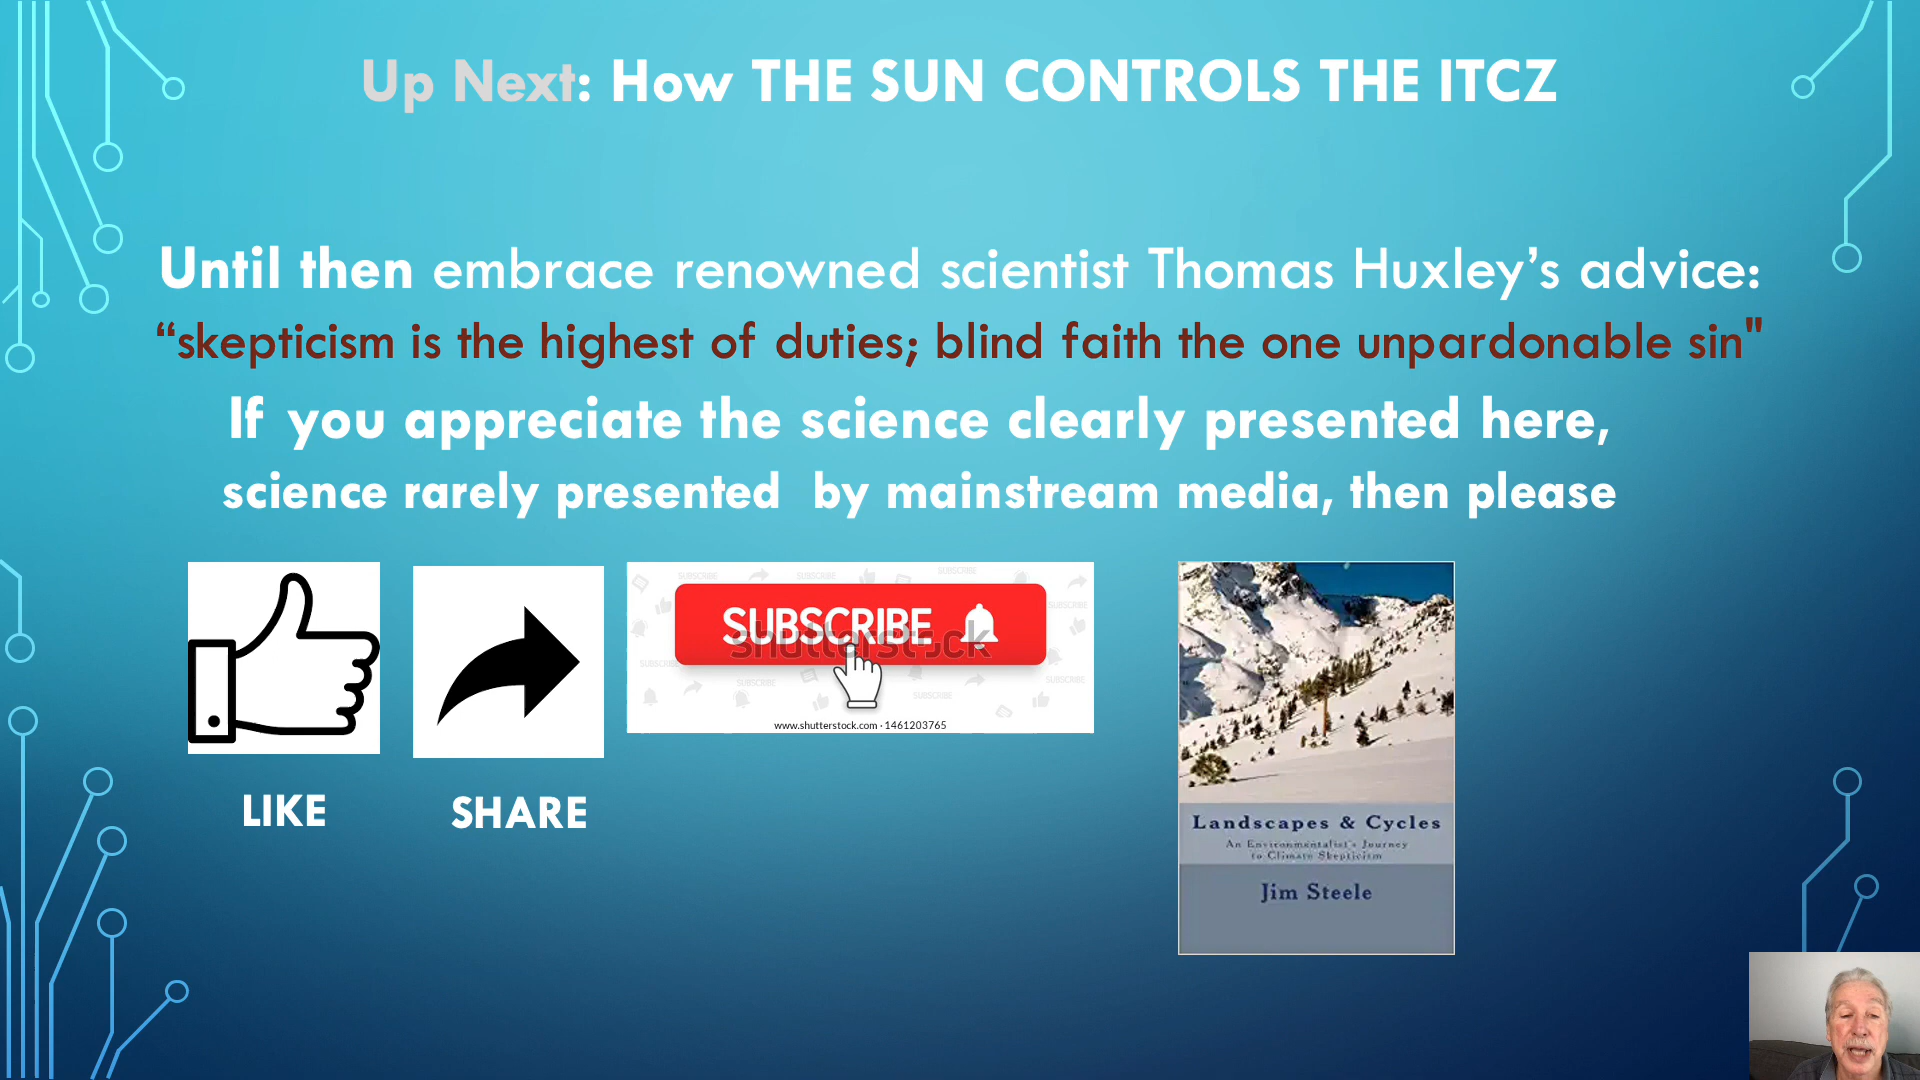 Up Next: How THE SUN CONTROLS THE ITCZ
Until then embrace renowned scientist Thomas Huxley’s advice:
“skepticism is the highest of duties; blind faith the one unpardonable sin"
If you appreciate the science clearly presented here,
science rarely presented by mainstream media, then please
SUBSCRIBE
shutterstock
www.shutterstock.com · 1461203765
LIKE
SHARE
Landscapes & Cycles
An Environmentalist's Journey
to Climate Skepticism
Jim Steele